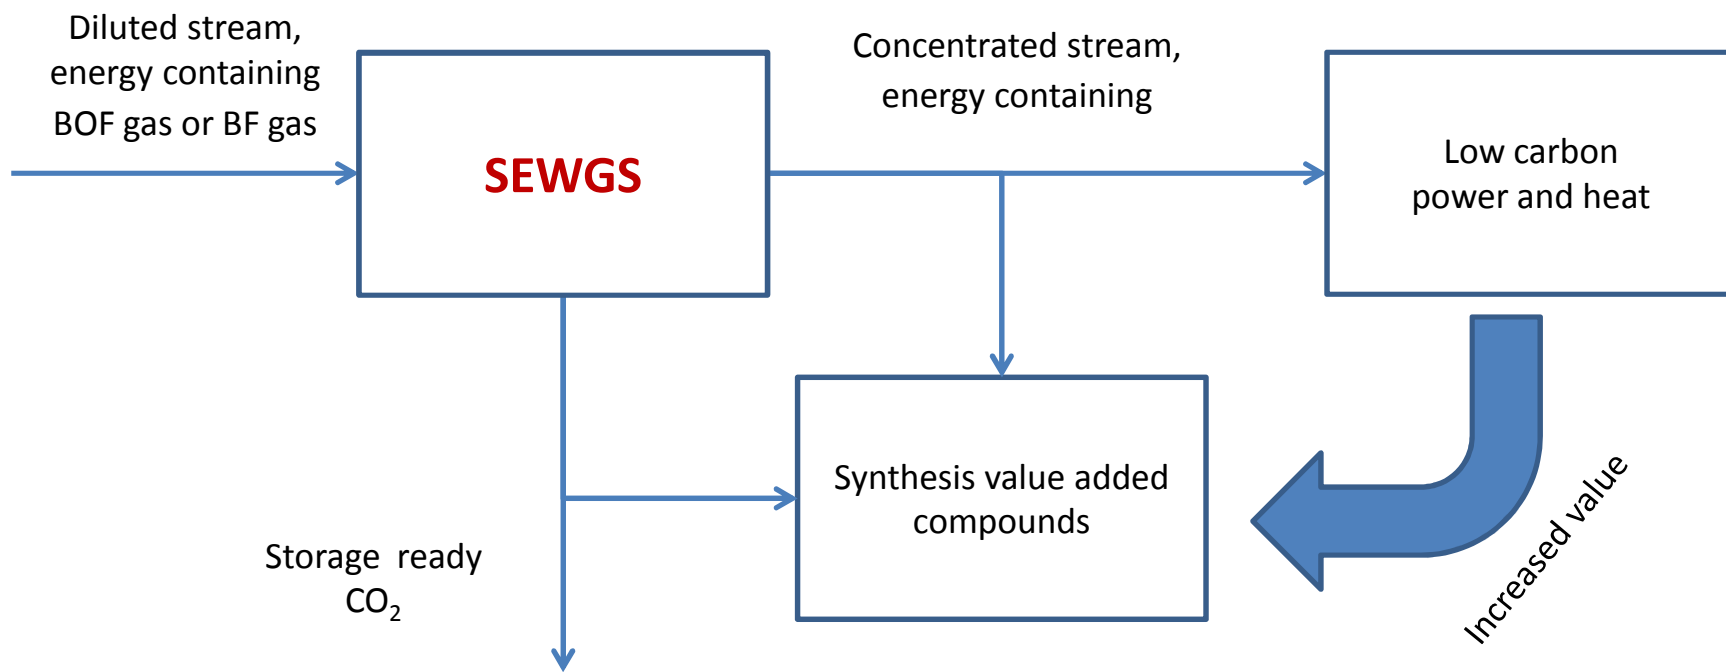 Diluted stream,
energy containing
BOF gas or BF gas
SEWGS
Concentrated stream,
energy containing
Low carbon
power and heat
Synthesis value added
compounds
Storage ready
CO₂
Increased value